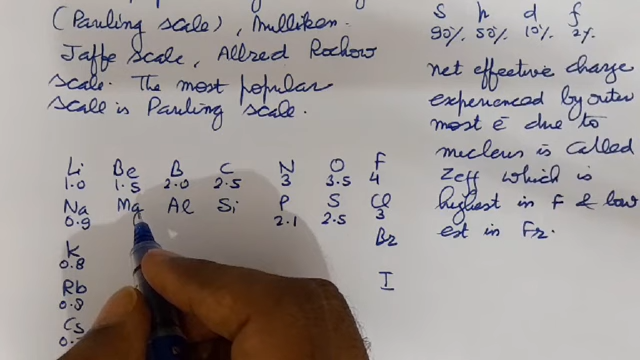 (Pauling scale), Mulliken
Jaffe scale, Allred Rochow
scale. The most popular
scale is Pauling scale.
s p d f
90% 50% 10% 2%
net effective charge
experienced by outer
most e̅ due to
nucleus is called
Zeff which is
highest in F & low
est in Fr.
Li Be B C N O F
1.0 1.5 2.0 2.5 3 3.5 4
Na Mg Al Si P S Cl
0.9 2.1 2.5 3
K Br
0.8
Rb I
0.8
Cs